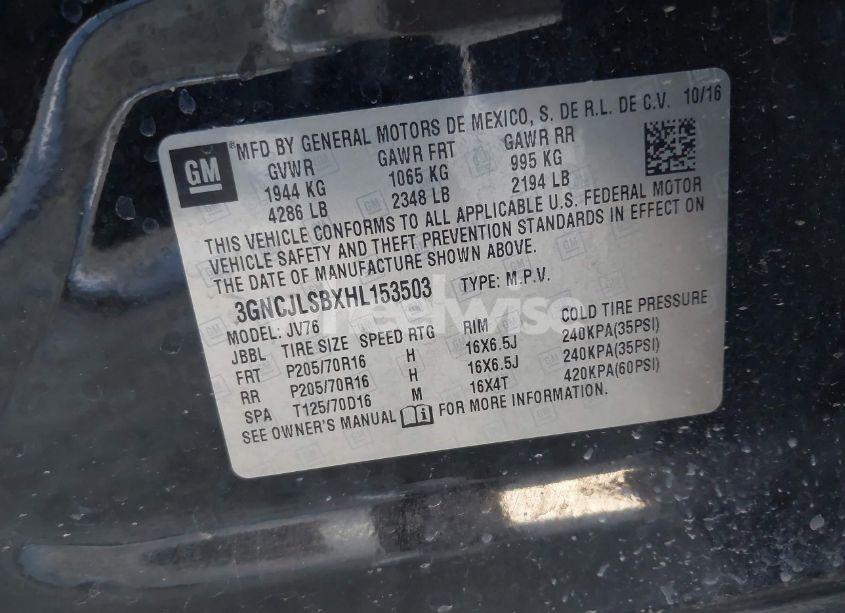 GM
®MFD BY GENERAL MOTORS DE MEXICO, S. DE R.L. DE C.V. 10/16
GVWR GAWR FRT GAWR RR
1944 KG 1065 KG 995 KG
4286 LB 2348 LB 2194 LB
THIS VEHICLE CONFORMS TO ALL APPLICABLE U.S. FEDERAL MOTOR
VEHICLE SAFETY AND THEFT PREVENTION STANDARDS IN EFFECT ON
THE DATE OF MANUFACTURE SHOWN ABOVE.
3GNCJLSBXHL153503 TYPE: M.P.V.
MODEL: JV76
JBBL TIRE SIZE SPEED RTG RIM COLD TIRE PRESSURE
FRT P205/70R16 H 16X6.5J 240KPA(35PSI)
RR P205/70R16 H 16X6.5J 240KPA(35PSI)
SPA T125/70D16 M 16X4T 420KPA(60PSI)
SEE OWNER'S MANUAL i FOR MORE INFORMATION.